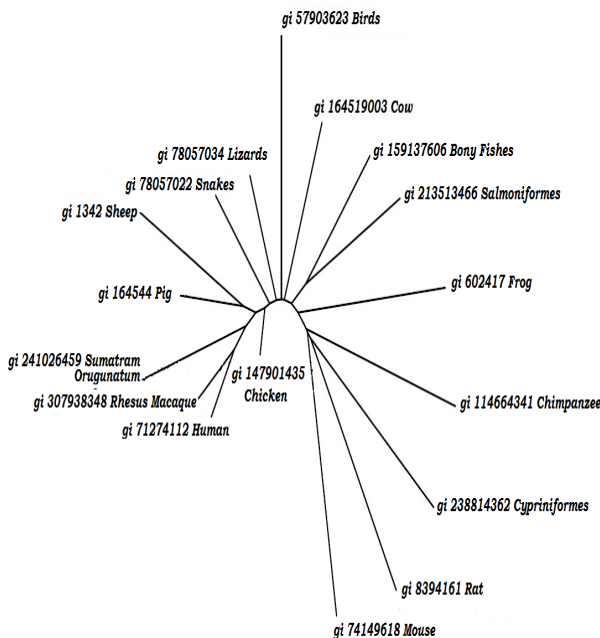 gi 57903623 Birds
gi 164519003 Cow
gi 159137606 Bony Fishes
gi 78057034 Lizards
gi 78057022 Snakes
gi 213513466 Salmoniformes
gi 1342 Sheep
gi 602417 Frog
gi 164544 Pig
gi 241026459 Sumatram
Orugunatum
gi 147901435
Chicken
gi 307938348 Rhesus Macaque
gi 114664341 Chimpanzee
gi 71274112 Human
gi 238814362 Cypriniformes
gi 8394161 Rat
gi 74149618 Mouse